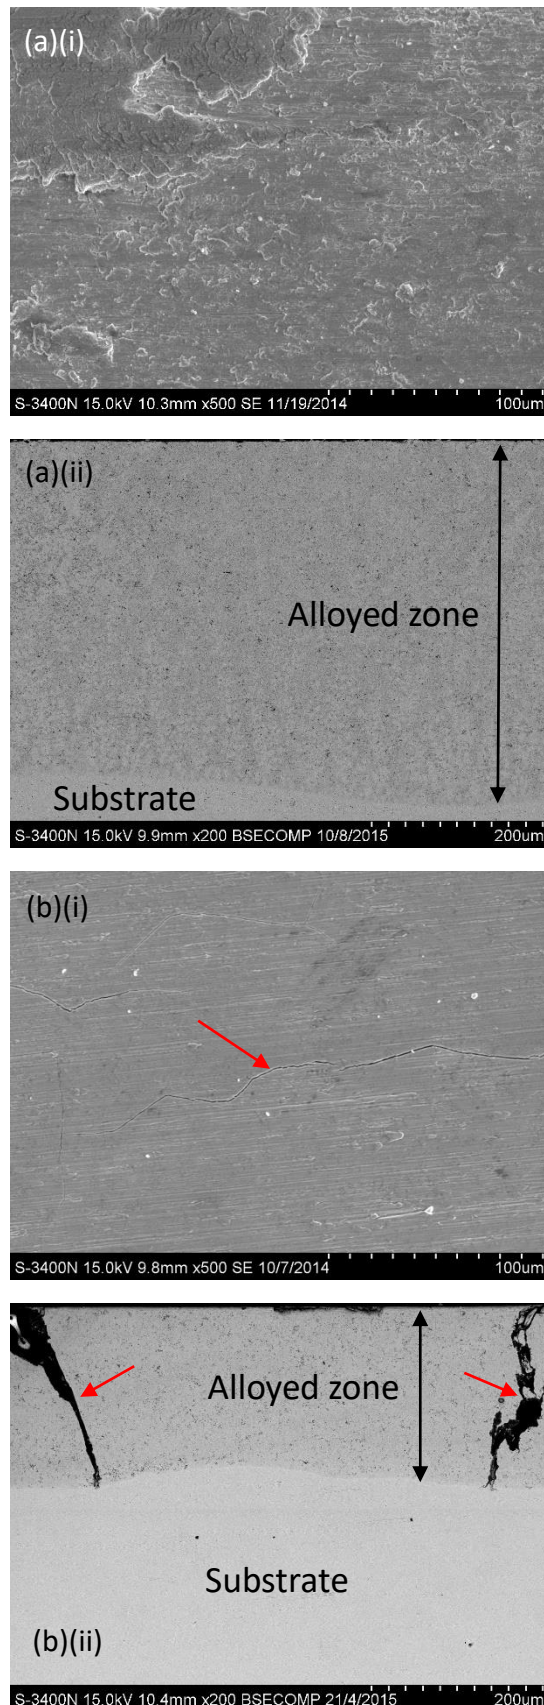 (a)(i)
S-3400N 15.0kV 10.3mm x500 SE 11/19/2014 100um
(a)(ii)
Alloyed zone
Substrate
S-3400N 15.0kV 9.9mm x200 BSECOMP 10/8/2015 200um
(b)(i)
S-3400N 15.0kV 9.8mm x500 SE 10/7/2014 100um
Alloyed zone
Substrate
(b)(ii)
S-3400N 15.0kV 10.4mm x200 BSECOMP 21/4/2015 200um